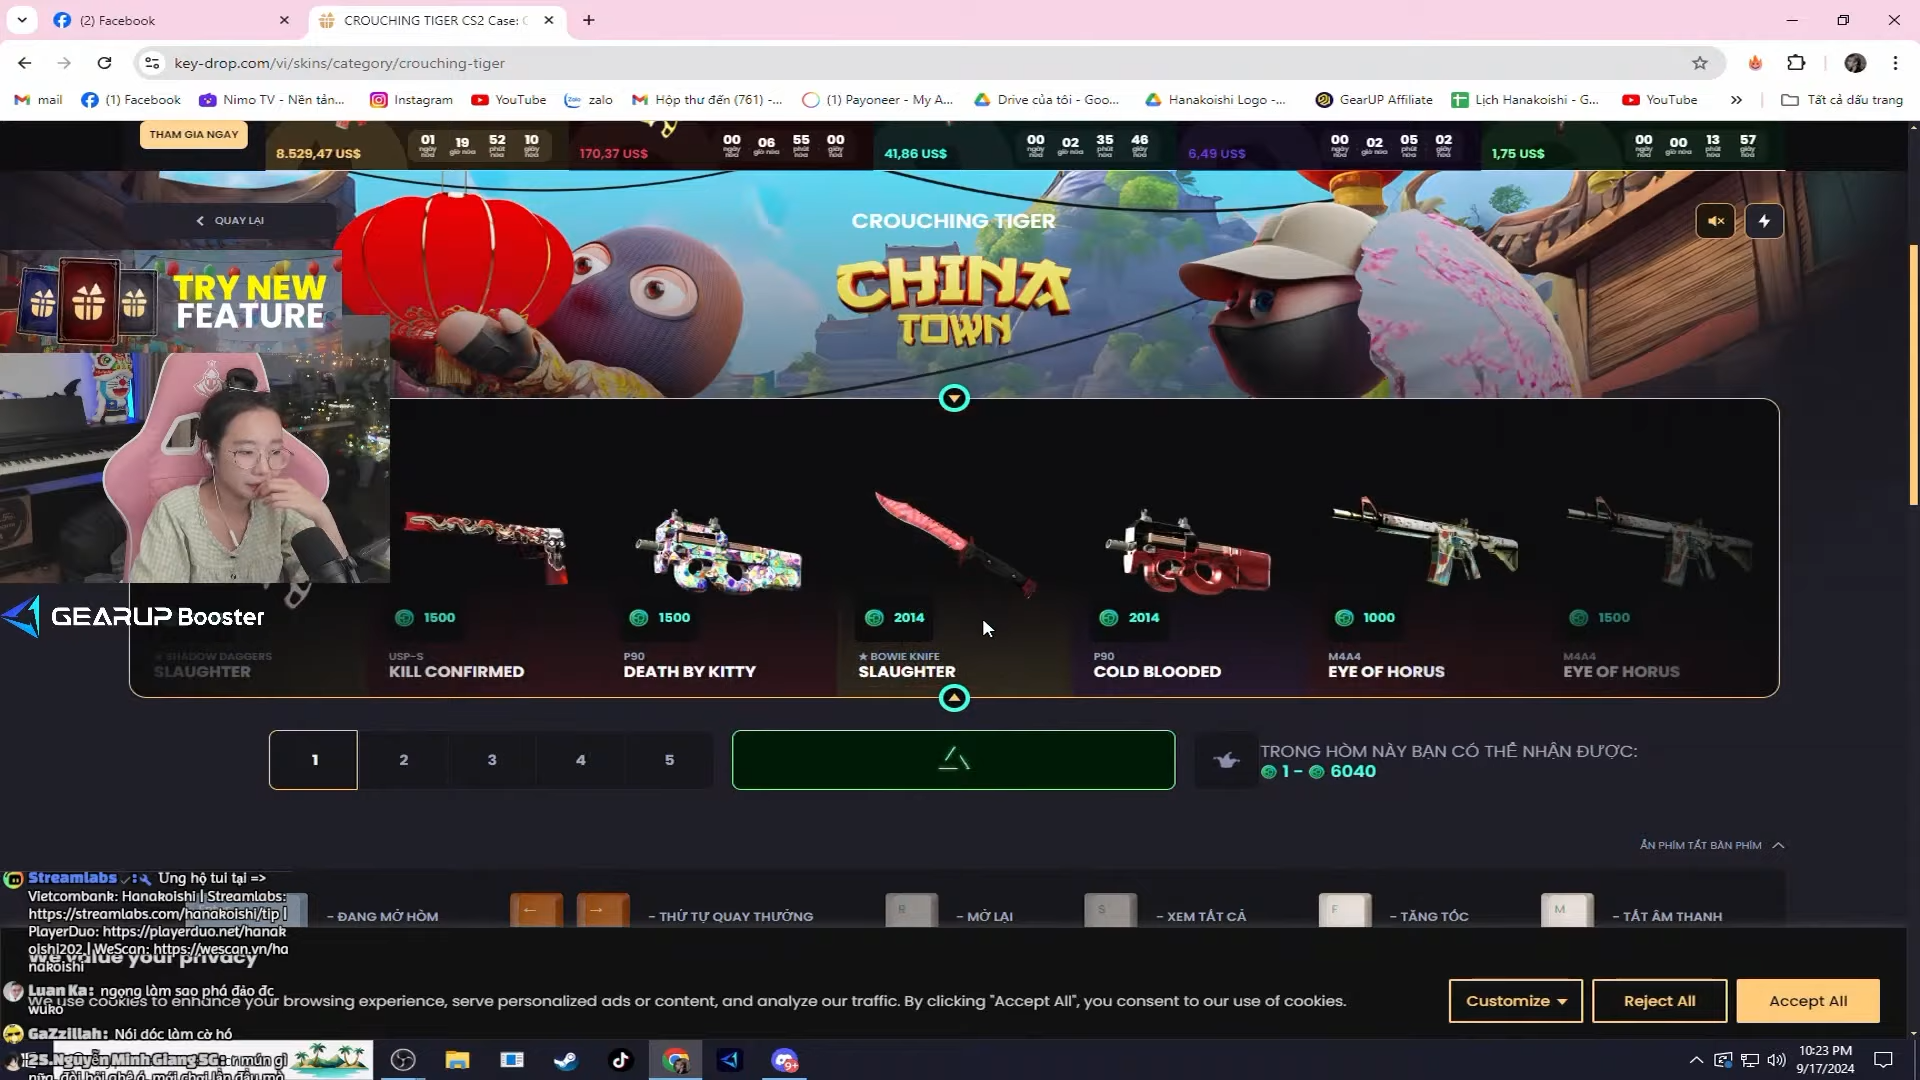 (2) Facebook
CROUCHING TIGER CS2 Case:
key-drop.com/vi/skins/category/crouching-tiger
mail
(1) Facebook
Nimo TV - Nền tản...
Instagram
YouTube
zalo
Hộp thư đến (761) -...
(1) Payoneer - My A...
Drive của tôi - Goo...
Hanakoishi Logo -...
GearUP Affiliate
Lịch Hanakoishi - G...
YouTube
Tất cả dấu trang
THAM GIA NGAY
8.529,47 US$
01 19 52 10
ngày nữa giờ nữa phút nữa giây nữa
170,37 US$
00 06 55 00
ngày nữa giờ nữa phút nữa giây nữa
41,86 US$
00 02 35 46
ngày nữa giờ nữa phút nữa giây nữa
6,49 US$
00 02 05 02
ngày nữa giờ nữa phút nữa giây nữa
1,75 US$
00 00 13 57
ngày nữa giờ nữa phút nữa giây nữa
QUAY LẠI
CROUCHING TIGER
CHINA
TOWN
TRY NEW
FEATURE
GEARUP Booster
★ SHADOW DAGGERS
SLAUGHTER
1500
USP-S
KILL CONFIRMED
1500
P90
DEATH BY KITTY
2014
★ BOWIE KNIFE
SLAUGHTER
2014
P90
COLD BLOODED
1000
M4A4
EYE OF HORUS
1500
M4A4
EYE OF HORUS
1
2
3
4
5
TRONG HÒM NÀY BẠN CÓ THỂ NHẬN ĐƯỢC:
1 - 6040
ẨN PHÍM TẮT BÀN PHÍM
- ĐANG MỞ HÒM
← →
- THỨ TỰ QUAY THƯỞNG
R
- MỞ LẠI
S
- XEM TẤT CẢ
F
- TĂNG TỐC
M
- TẮT ÂM THANH
Streamlabs : Ủng hộ tui tại =>
Vietcombank: Hanakoishi | Streamlabs:
https://streamlabs.com/hanakoishi/tip |
PlayerDuo: https://playerduo.net/hanak
oishi202 | WeScan: https://wescan.vn/ha
nakoishi
We value your privacy
Luan Ka: ngọng làm sao phá đảo đc
wuko
We use cookies to enhance your browsing experience, serve personalized ads or content, and analyze our traffic. By clicking "Accept All", you consent to our use of cookies.
Customize
Reject All
Accept All
GaZzillah: Nói dóc làm cờ hó
25.Nguyễn Minh Giang SG: mún gì
10:23 PM
9/17/2024